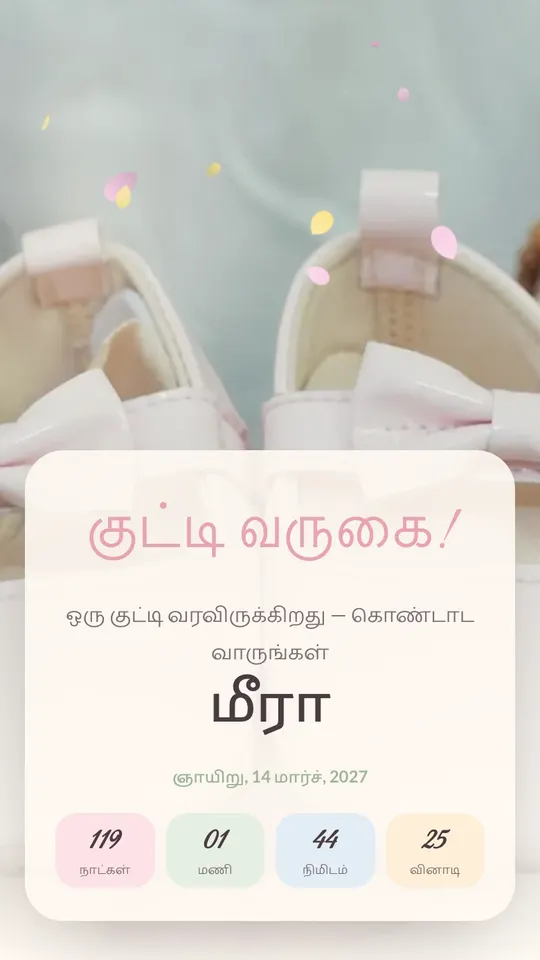 குட்டி வருகை!
ஒரு குட்டி வரவிருக்கிறது – கொண்டாட
வாருங்கள்
மீரா
ஞாயிறு, 14 மார்ச், 2027
119 01 44 25
நாட்கள் மணி நிமிடம் வினாடி